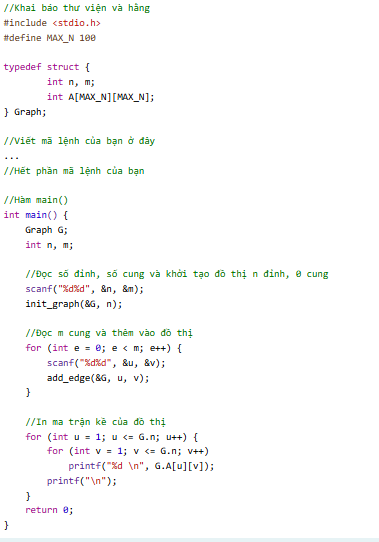 //Khai báo thư viện và hằng
#include <stdio.h>
#define MAX_N 100

typedef struct {
        int n, m;
        int A[MAX_N][MAX_N];
} Graph;

//Viết mã lệnh của bạn ở đây
...
//Hết phần mã lệnh của bạn

//Hàm main()
int main() {
    Graph G;
    int n, m;

    //Đọc số đỉnh, số cung và khởi tạo đồ thị n đỉnh, 0 cung
    scanf("%d%d", &n, &m);
    init_graph(&G, n);

    //Đọc m cung và thêm vào đồ thị
    for (int e = 0; e < m; e++) {
        scanf("%d%d", &u, &v);
        add_edge(&G, u, v);
    }

    //In ma trận kề của đồ thị
    for (int u = 1; u <= G.n; u++) {
        for (int v = 1; v <= G.n; v++)
            printf("%d \n", G.A[u][v]);
        printf("\n");
    }
    return 0;
}